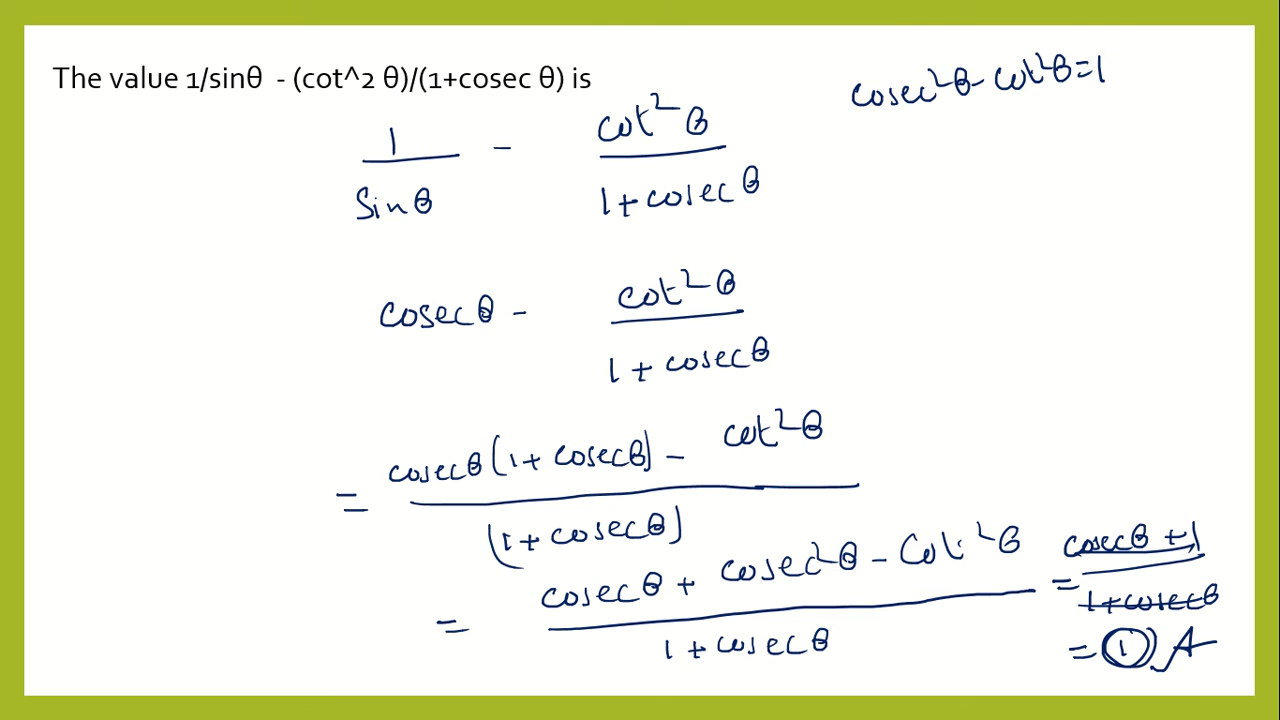 The value 1/sinθ - (cot^2 θ)/(1+cosec θ) is
cosec²θ - cot²θ = 1
1 - cot²θ
sinθ 1 + cosecθ
cosecθ - cot²θ
1 + cosecθ
= cosecθ (1 + cosecθ) - cot²θ
(1 + cosecθ)
= cosecθ + cosec²θ - cot²θ = cosecθ + 1
1 + cosecθ 1 + cosecθ
= 1) A